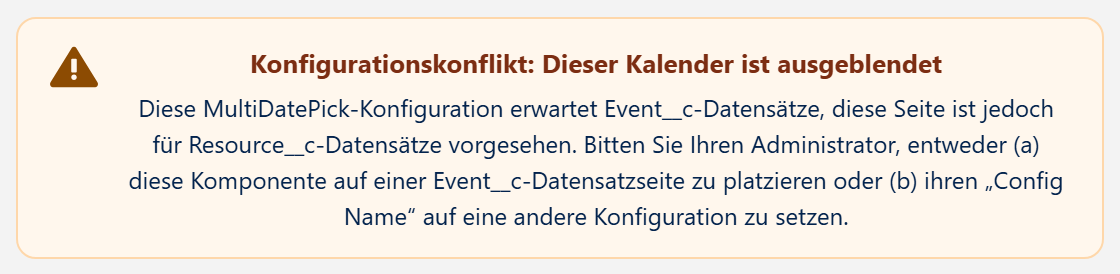 Konfigurationskonflikt: Dieser Kalender ist ausgeblendet
Diese MultiDatePick-Konfiguration erwartet Event__c-Datensätze, diese Seite ist jedoch
für Resource__c-Datensätze vorgesehen. Bitten Sie Ihren Administrator, entweder (a)
diese Komponente auf einer Event__c-Datensatzseite zu platzieren oder (b) ihren „Config
Name“ auf eine andere Konfiguration zu setzen.